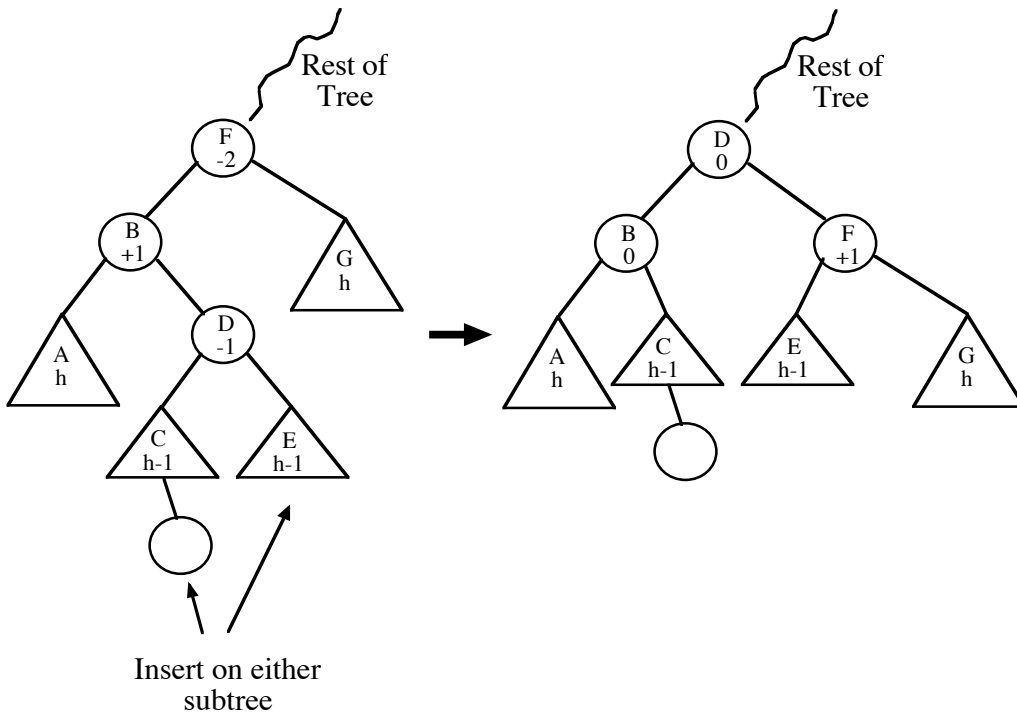 Rest of
Tree
F
-2
B
+1
G
h
D
-1
A
h
C
h-1
E
h-1
Insert on either
subtree
Rest of
Tree
D
0
B
0
F
+1
A
h
C
h-1
E
h-1
G
h